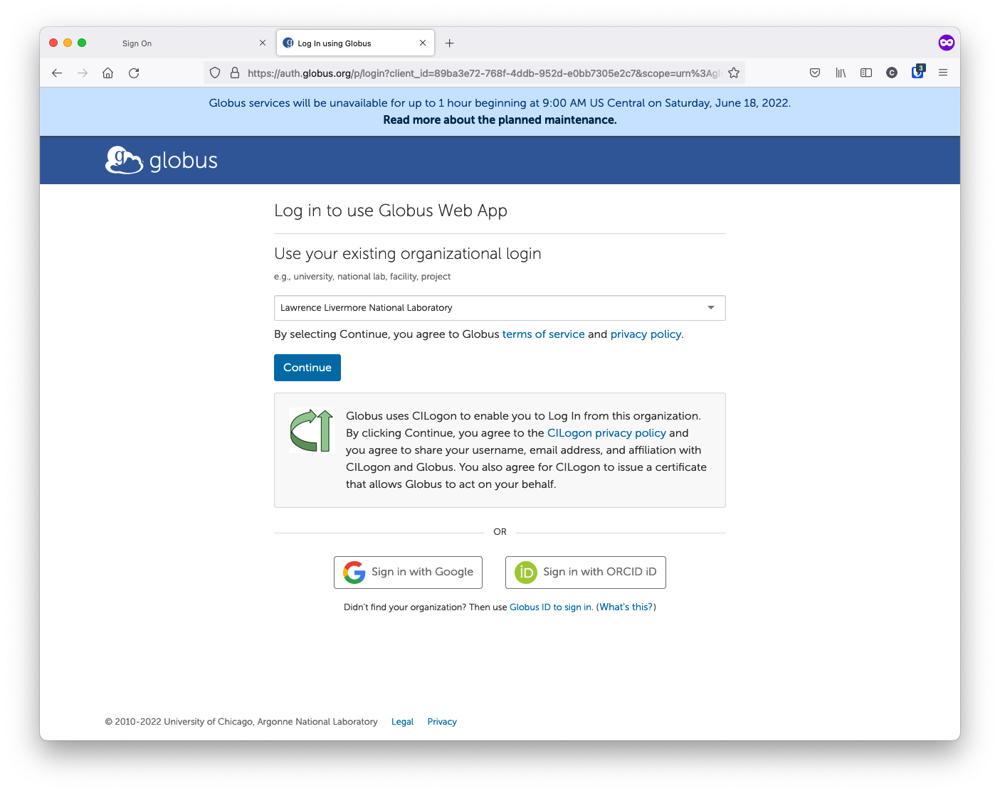 Sign On
Log In using Globus
https://auth.globus.org/p/login?client_id=89ba3e72-768f-4ddb-952d-e0bb7305e2c7&scope=urn%3Agl
C
3
Globus services will be unavailable for up to 1 hour beginning at 9:00 AM US Central on Saturday, June 18, 2022.
Read more about the planned maintenance.
g globus
Log in to use Globus Web App
Use your existing organizational login
e.g., university, national lab, facility, project
Lawrence Livermore National Laboratory
By selecting Continue, you agree to Globus terms of service and privacy policy.
Continue
Globus uses CILogon to enable you to Log In from this organization.
By clicking Continue, you agree to the CILogon privacy policy and
you agree to share your username, email address, and affiliation with
CILogon and Globus. You also agree for CILogon to issue a certificate
that allows Globus to act on your behalf.
OR
Sign in with Google
iD Sign in with ORCID iD
Didn't find your organization? Then use Globus ID to sign in. (What's this?)
© 2010-2022 University of Chicago, Argonne National Laboratory Legal Privacy